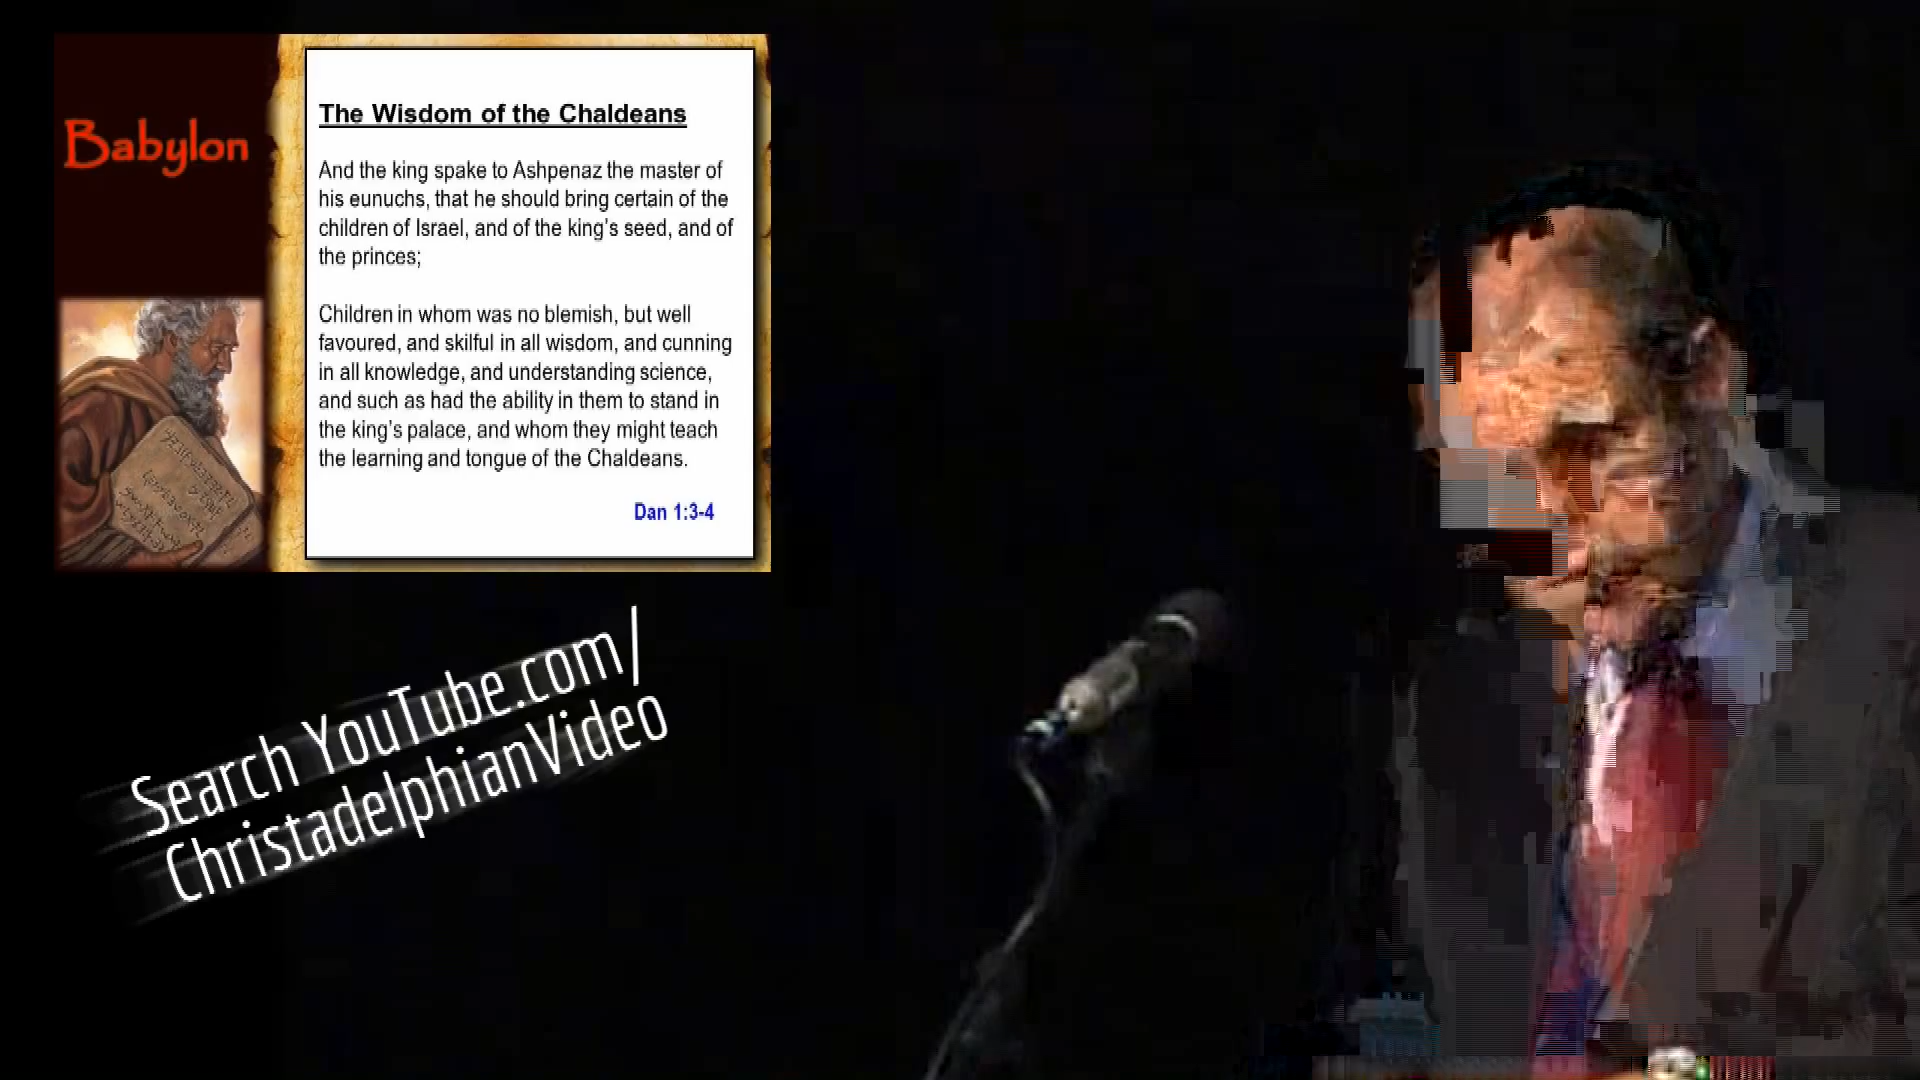 Babylon
The Wisdom of the Chaldeans
And the king spake to Ashpenaz the master of
his eunuchs, that he should bring certain of the
children of Israel, and of the king's seed, and of
the princes;
Children in whom was no blemish, but well
favoured, and skilful in all wisdom, and cunning
in all knowledge, and understanding science,
and such as had the ability in them to stand in
the king's palace, and whom they might teach
the learning and tongue of the Chaldeans.
Dan 1:3-4
Search YouTube.com/
ChristadelphianVideo